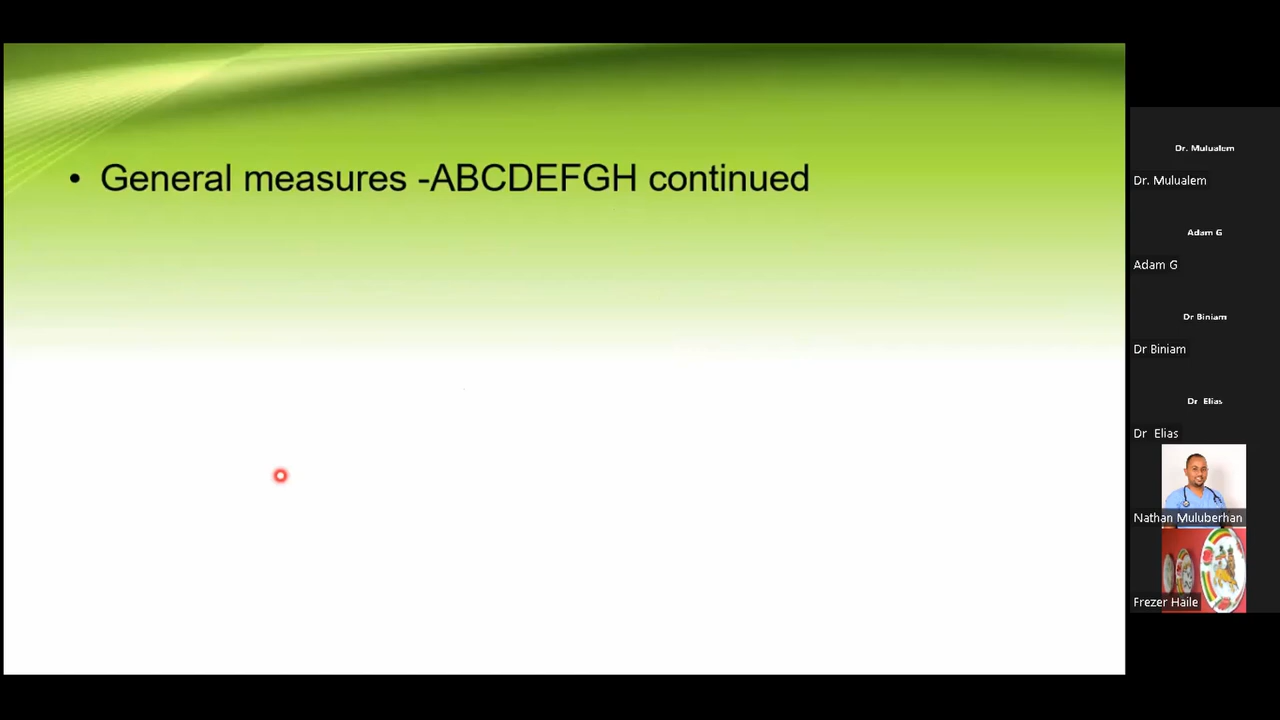 • General measures -ABCDEFGH continued
Dr. Mulualem
Dr. Mulualem
Adam G
Adam G
Dr Biniam
Dr Biniam
Dr Elias
Dr Elias
Nathan Muluberhan
Frezer Haile